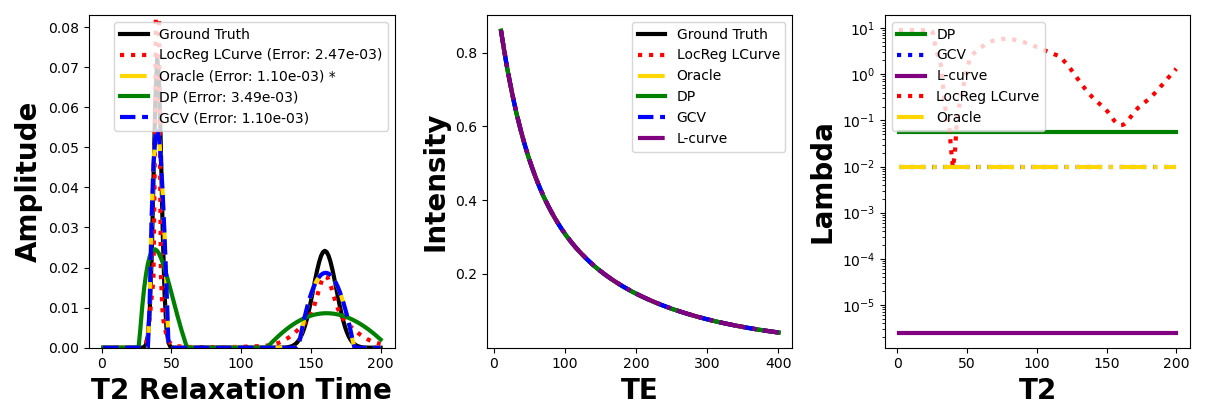 Amplitude
0.08
0.07
0.06
0.05
0.04
0.03
0.02
0.01
0.00
Ground Truth
LocReg LCurve (Error: 2.47e-03)
Oracle (Error: 1.10e-03) *
DP (Error: 3.49e-03)
GCV (Error: 1.10e-03)
0 50 100 150 200
T2 Relaxation Time
Intensity
0.8
0.6
0.4
0.2
Ground Truth
LocReg LCurve
Oracle
DP
GCV
L-curve
0 100 200 300 400
TE
Lambda
10^1
10^0
10^-1
10^-2
10^-3
10^-4
10^-5
DP
GCV
L-curve
LocReg LCurve
Oracle
0 50 100 150 200
T2